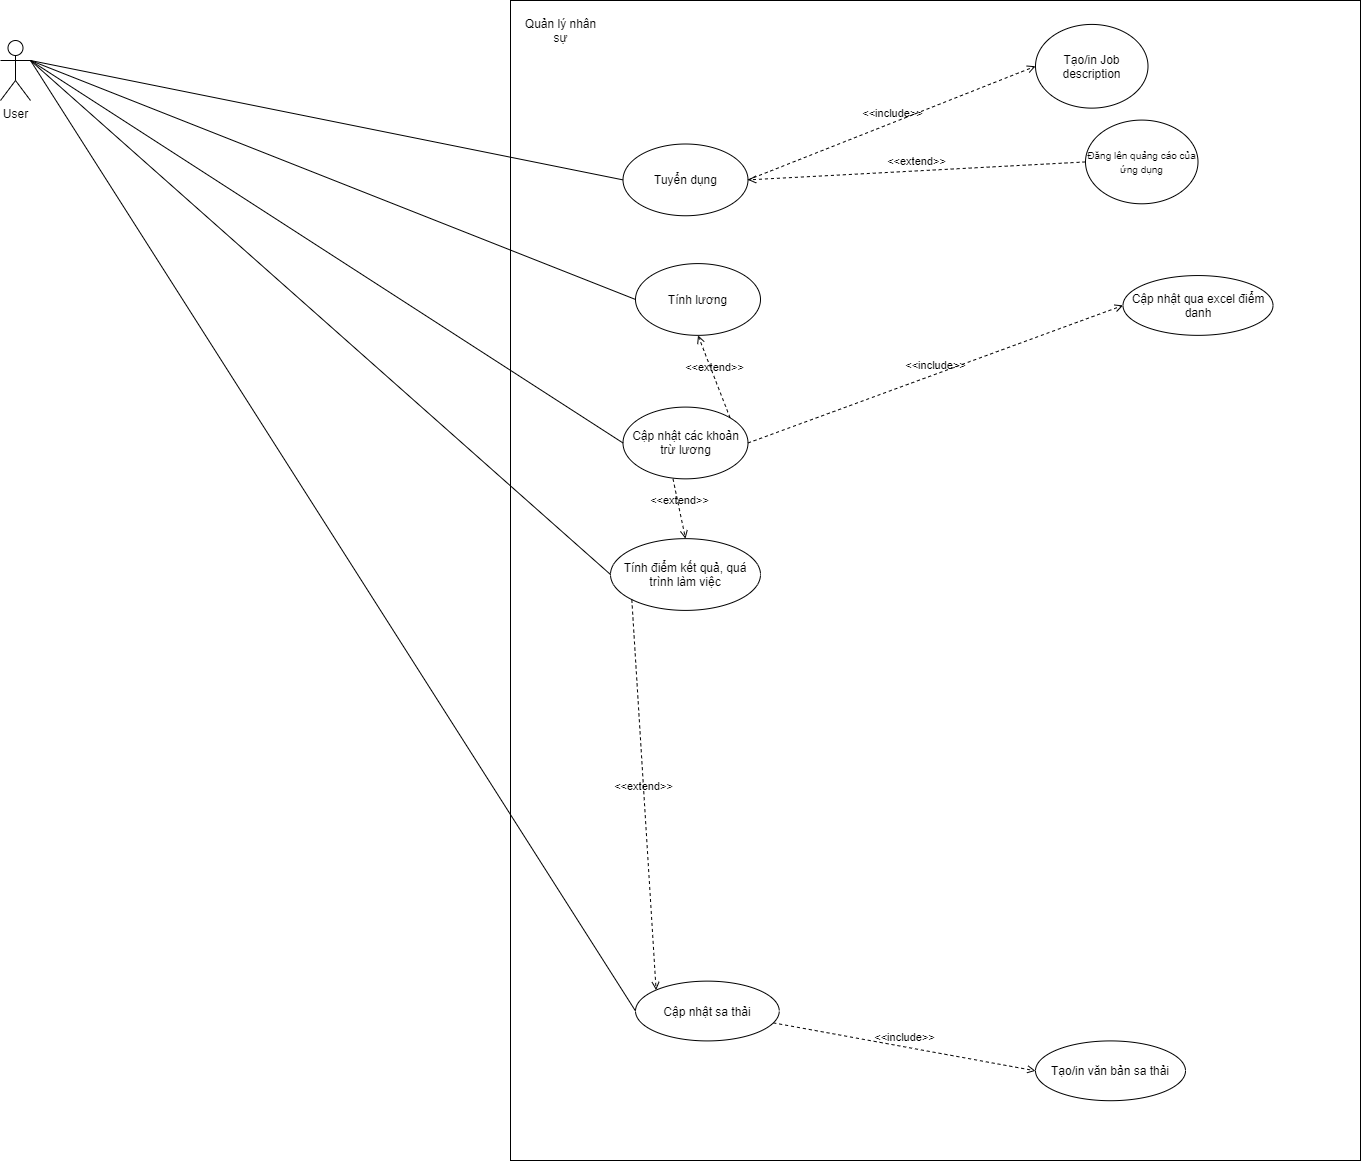 Quản lý nhân
sự
User
Tạo/in Job
description
<<include>>
Đăng lên quảng cáo của
ứng dụng
<<extend>>
Tuyển dụng
Tính lương
Cập nhật qua excel điểm
danh
<<extend>>
<<include>>
Cập nhật các khoản
trừ lương
<<extend>>
Tính điểm kết quả, quá
trình làm việc
<<extend>>
Cập nhật sa thải
<<include>>
Tạo/in văn bản sa thải